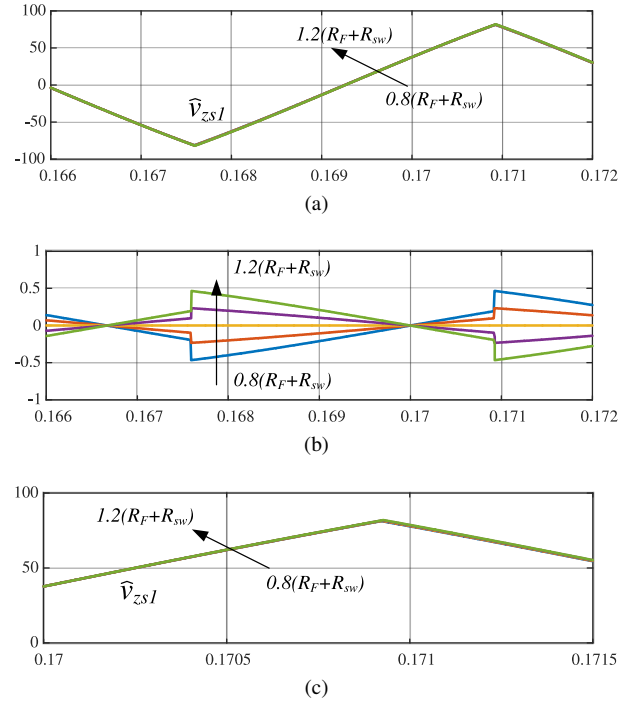 100
50
0
-50
-100
1.2(R_F+R_sw)
0.8(R_F+R_sw)
v̂_zs1
0.166 0.167 0.168 0.169 0.17 0.171 0.172
(a)
1
0.5
0
-0.5
-1
1.2(R_F+R_sw)
0.8(R_F+R_sw)
0.166 0.167 0.168 0.169 0.17 0.171 0.172
(b)
100
50
0
1.2(R_F+R_sw)
0.8(R_F+R_sw)
v̂_zs1
0.17 0.1705 0.171 0.1715
(c)